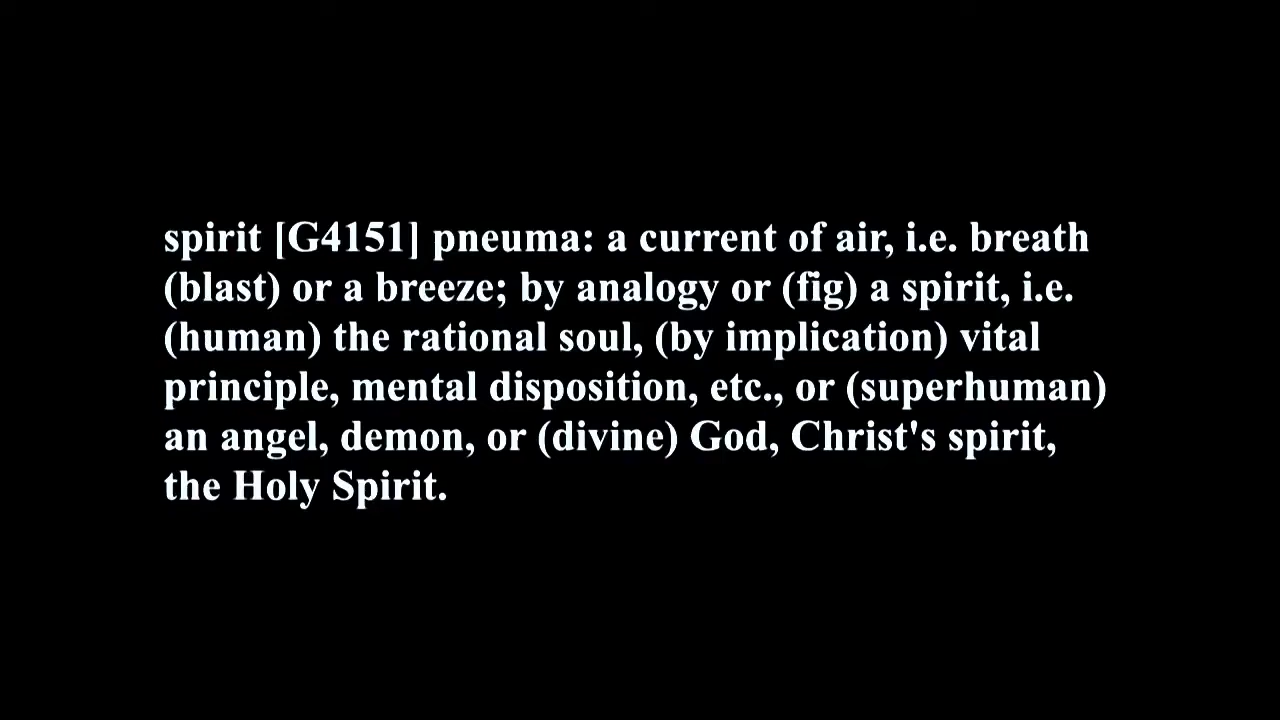 spirit [G4151] pneuma: a current of air, i.e. breath
(blast) or a breeze; by analogy or (fig) a spirit, i.e.
(human) the rational soul, (by implication) vital
principle, mental disposition, etc., or (superhuman)
an angel, demon, or (divine) God, Christ's spirit,
the Holy Spirit.